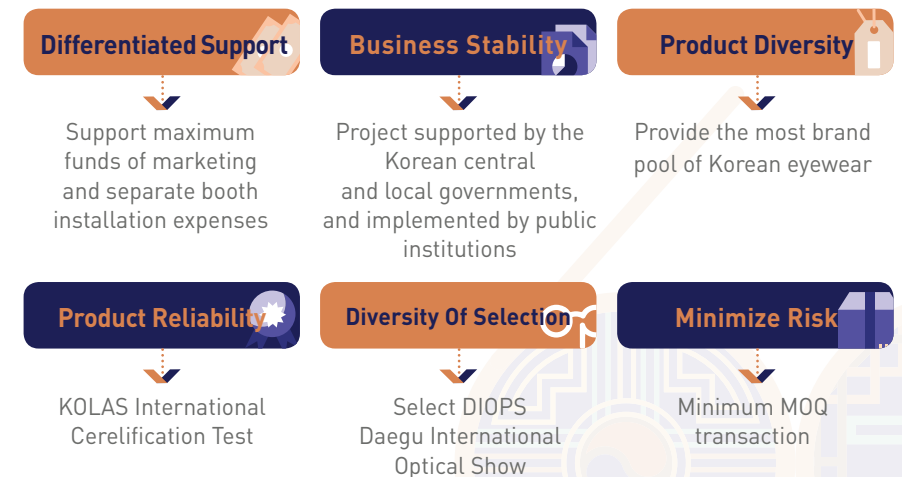 Differentiated Support
Support maximum
funds of marketing
and separate booth
installation expenses
Business Stability
Project supported by the
Korean central
and local governments,
and implemented by public
institutions
Product Diversity
Provide the most brand
pool of Korean eyewear
Product Reliability
KOLAS International
Cerelification Test
Diversity Of Selection
Select DIOPS
Daegu International
Optical Show
Minimize Risk
Minimum MOQ
transaction